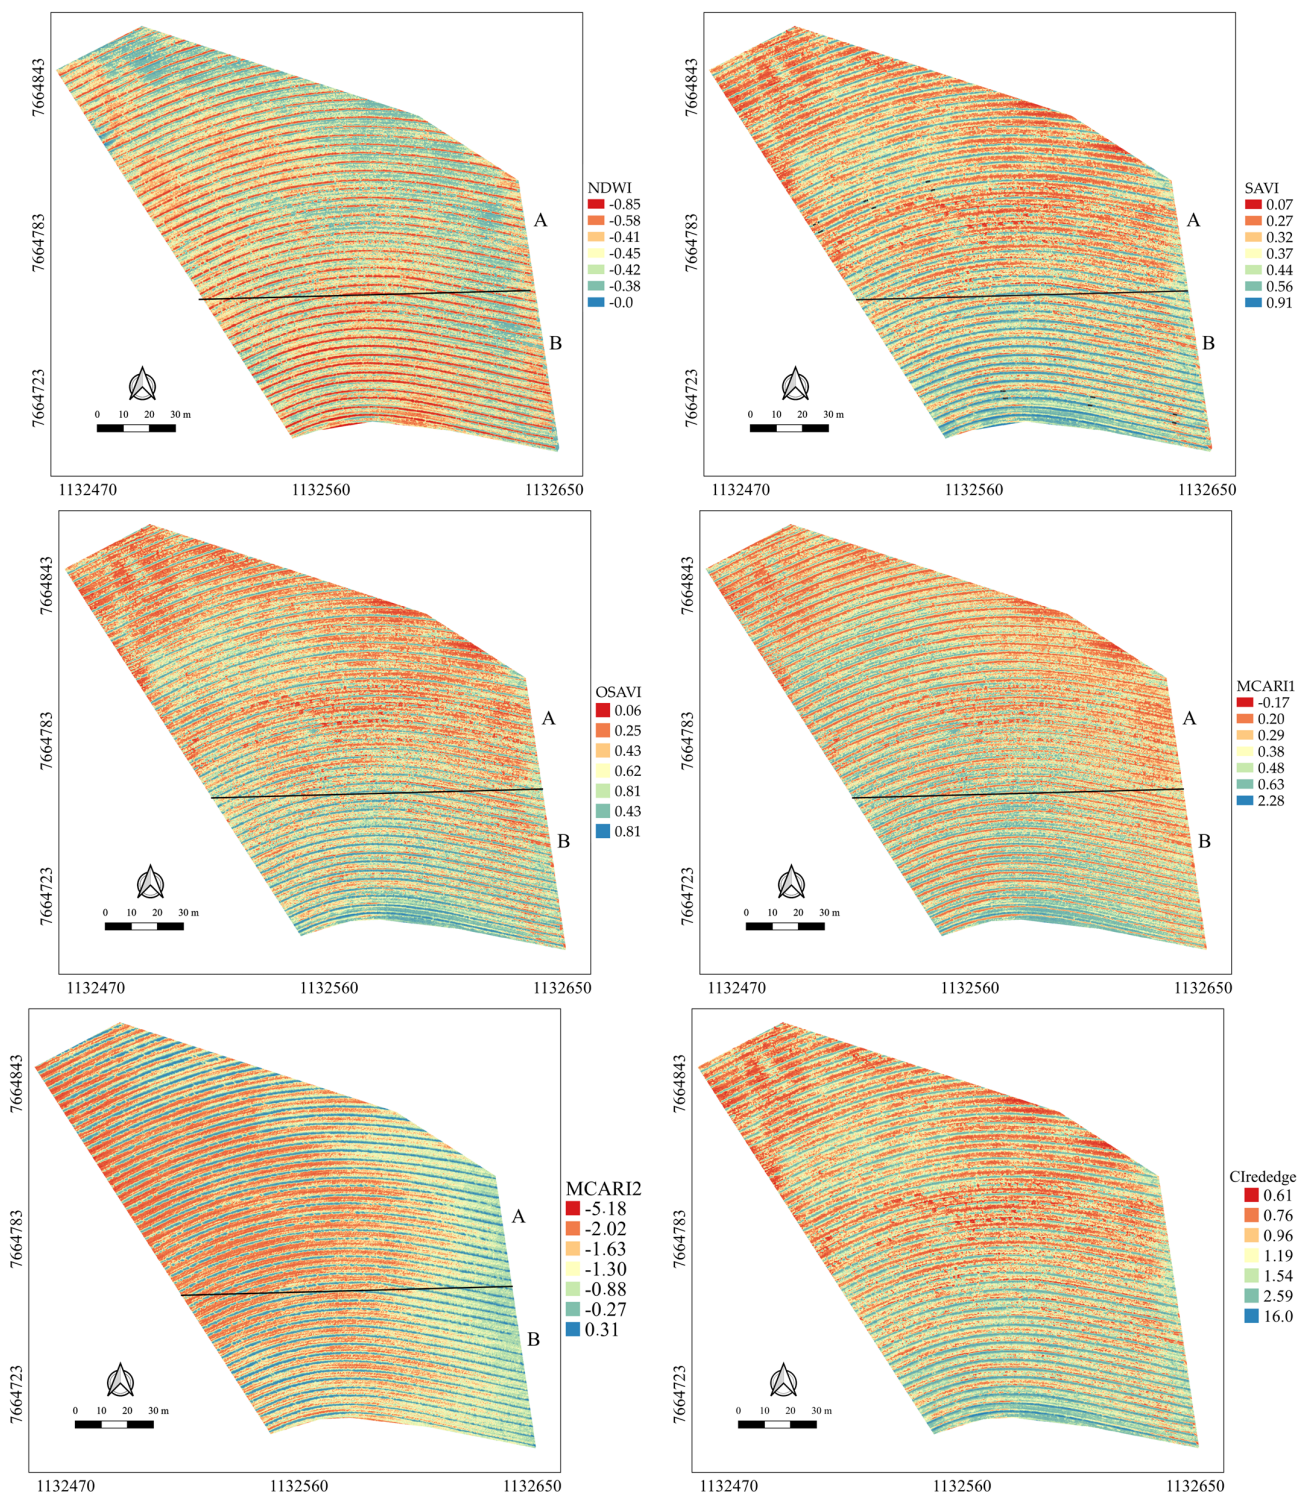 7664843
7664783
7664723
NDWI
-0.85
-0.58
-0.41
-0.45
-0.42
-0.38
-0.0
A
B
0 10 20 30 m
1132470 1132560 1132650
7664843
7664783
7664723
SAVI
0.07
0.27
0.32
0.37
0.44
0.56
0.91
A
B
0 10 20 30 m
1132470 1132560 1132650
7664843
7664783
7664723
OSAVI
0.06
0.25
0.43
0.62
0.81
0.43
0.81
A
B
0 10 20 30 m
1132470 1132560 1132650
7664843
7664783
7664723
MCARI1
-0.17
0.20
0.29
0.38
0.48
0.63
2.28
A
B
0 10 20 30 m
1132470 1132560 1132650
7664843
7664783
7664723
MCARI2
-5.18
-2.02
-1.63
-1.30
-0.88
-0.27
0.31
A
B
0 10 20 30 m
1132470 1132560 1132650
7664843
7664783
7664723
CIrededge
0.61
0.76
0.96
1.19
1.54
2.59
16.0
0 10 20 30 m
1132470 1132560 1132650